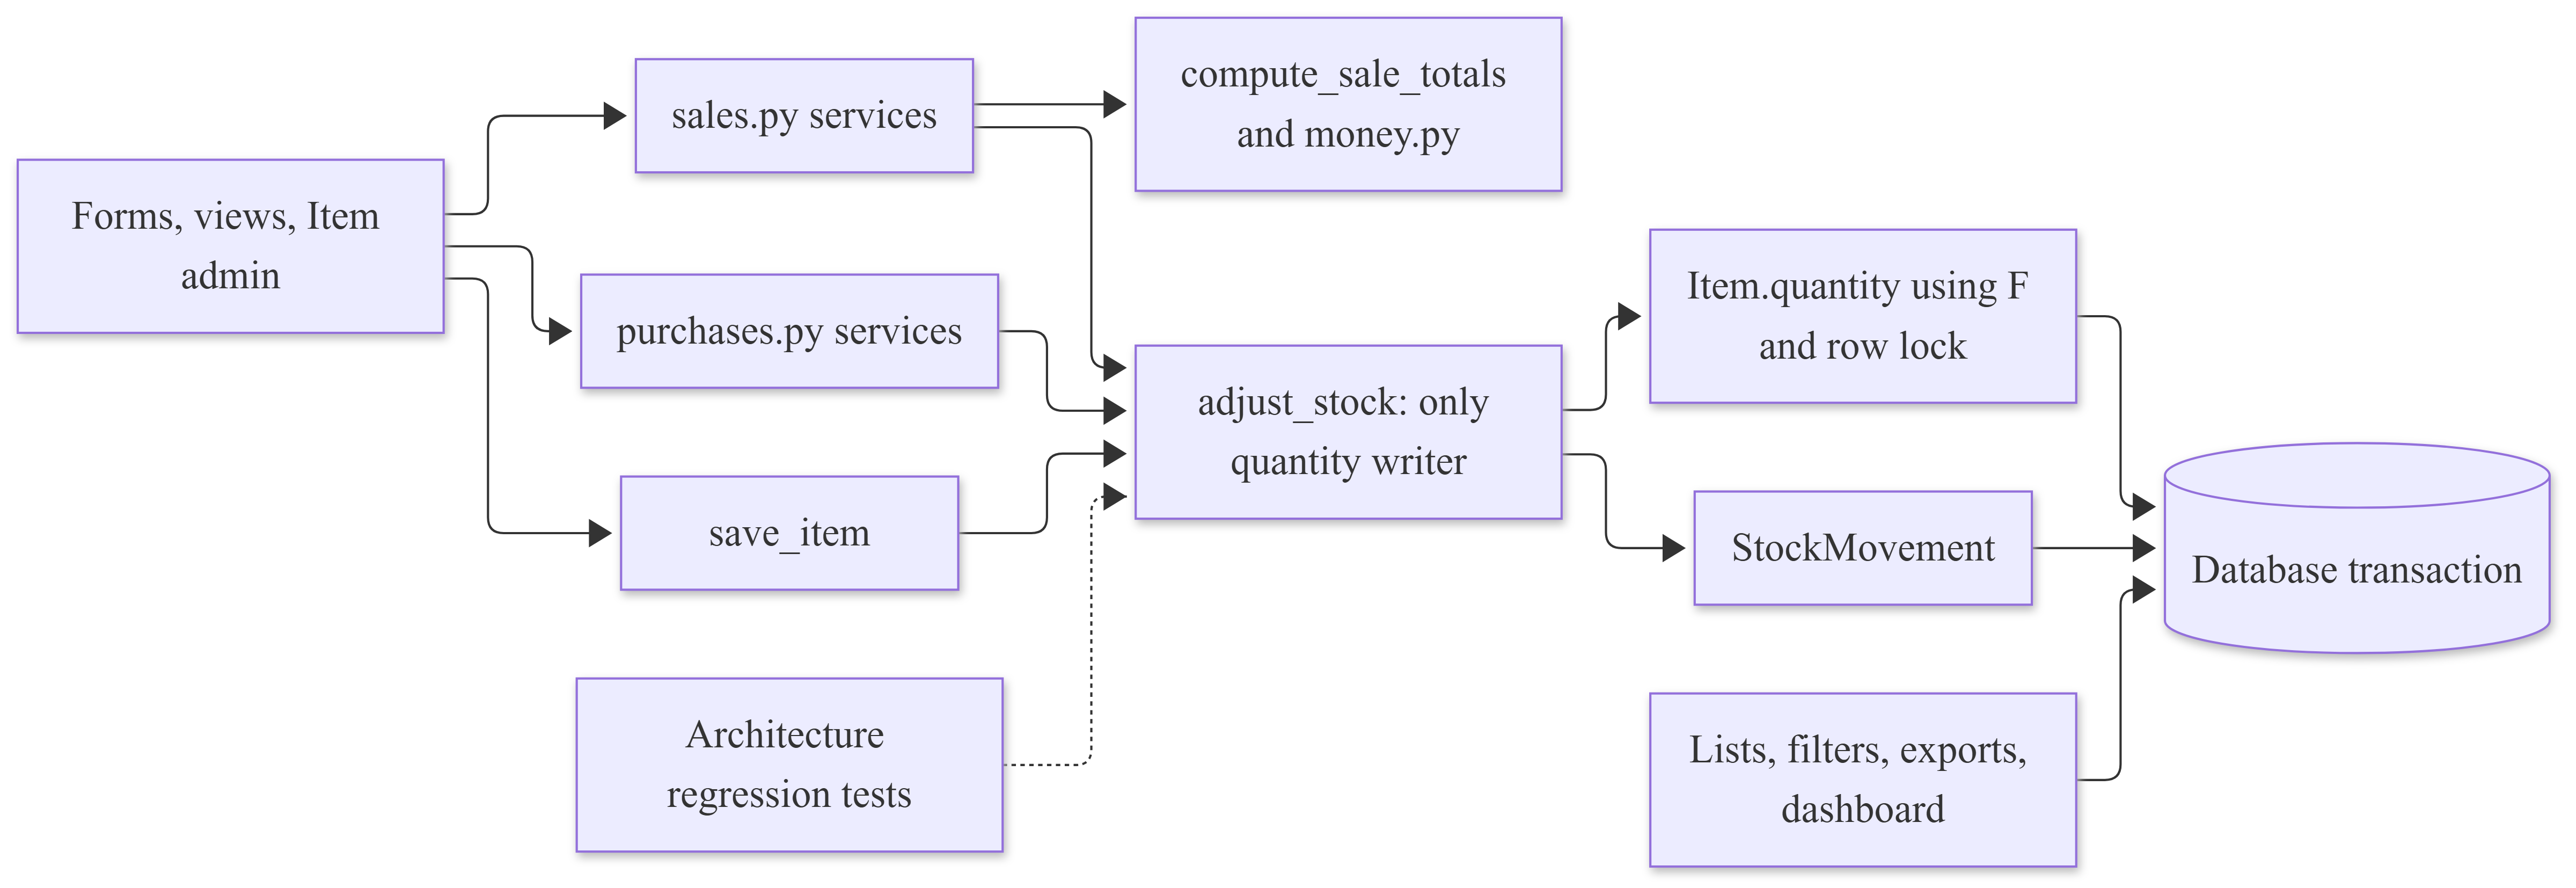 Forms, views, Item
admin
sales.py services
purchases.py services
save_item
Architecture
regression tests
compute_sale_totals
and money.py
adjust_stock: only
quantity writer
Item.quantity using F
and row lock
StockMovement
Lists, filters, exports,
dashboard
Database transaction